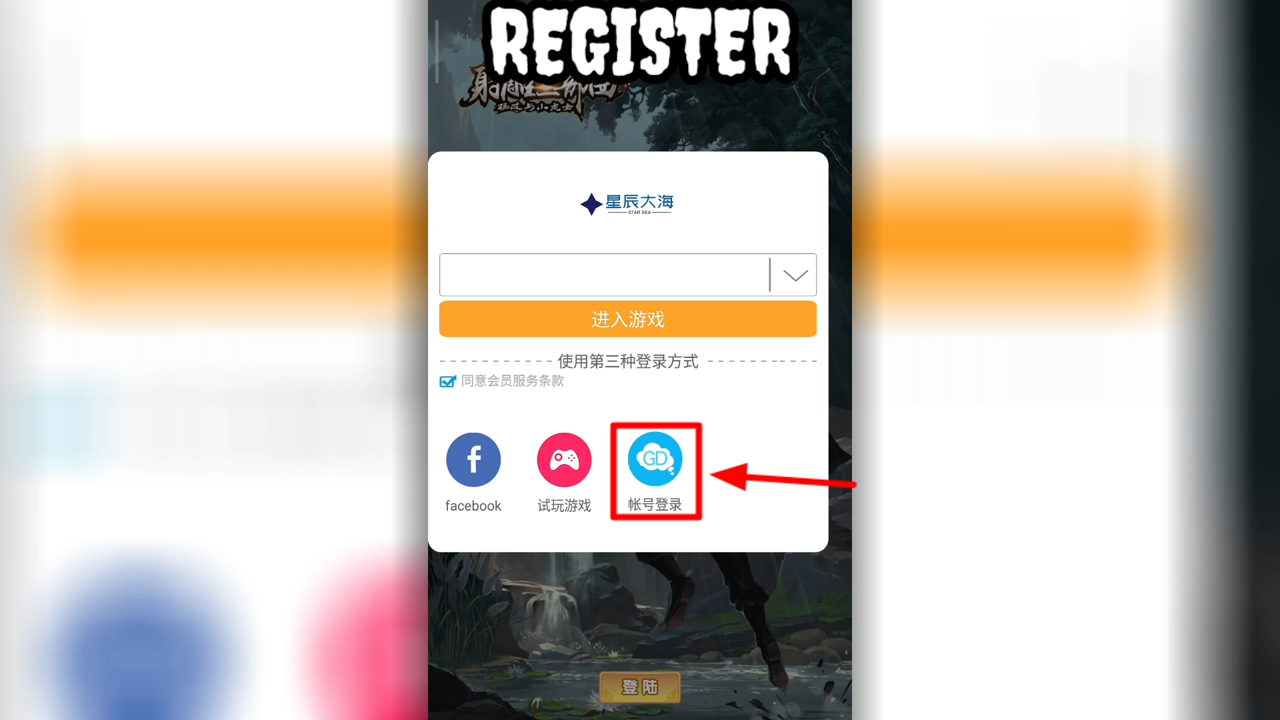 REGISTER
星辰大海
STAR SEA
进入游戏
使用第三种登录方式
同意会员服务条款
GD
facebook
试玩游戏
帐号登录
登陆